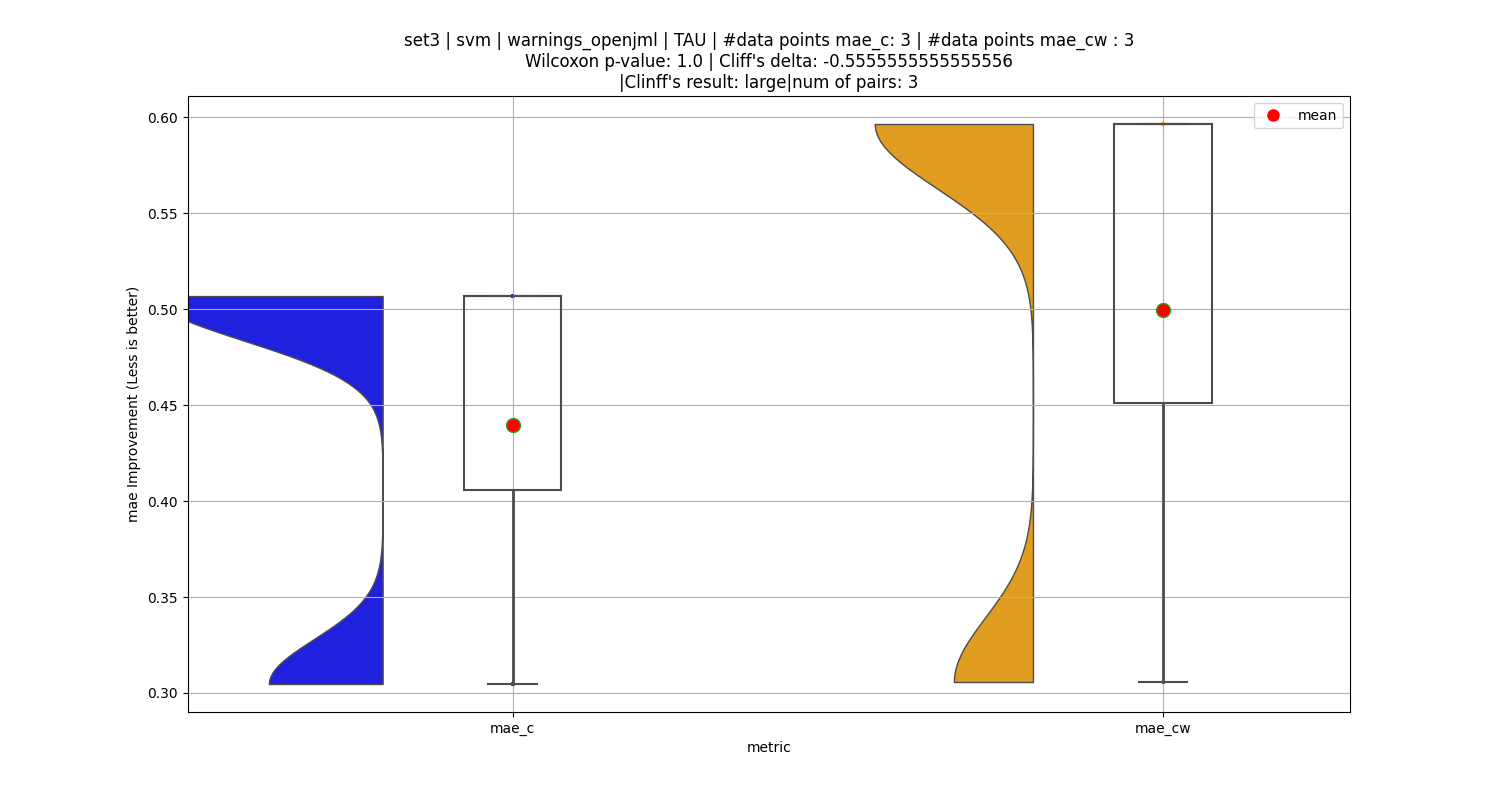 set3 | svm | warnings_openjml | TAU | #data points mae_c: 3 | #data points mae_cw : 3
Wilcoxon p-value: 1.0 | Cliff's delta: -0.5555555555555556
|Clinff's result: large|num of pairs: 3
mean
mae Improvement (Less is better)
0.60
0.55
0.50
0.45
0.40
0.35
0.30
mae_c
mae_cw
metric